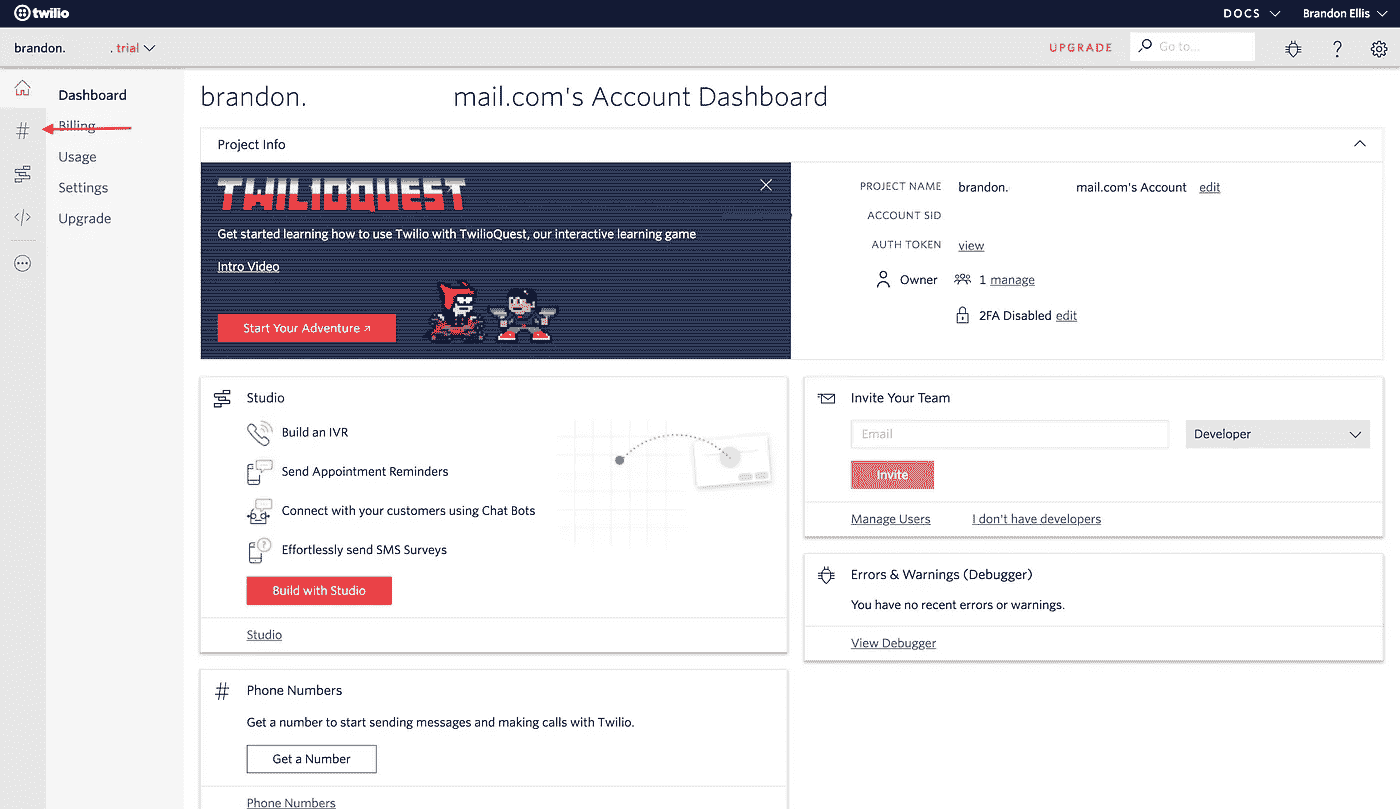 twilio
DOCS
Brandon Ellis
brandon. . trial
UPGRADE
Go to...
Dashboard
Billing
Usage
Settings
Upgrade
brandon. mail.com's Account Dashboard
Project Info
TWILIOQUEST
Get started learning how to use Twilio with TwilioQuest, our interactive learning game
Intro Video
Start Your Adventure
PROJECT NAME brandon. mail.com's Account edit
ACCOUNT SID
AUTH TOKEN view
Owner 1 manage
2FA Disabled edit
Studio
Build an IVR
Send Appointment Reminders
Connect with your customers using Chat Bots
Effortlessly send SMS Surveys
Build with Studio
Studio
Invite Your Team
Email
Developer
Invite
Manage Users I don't have developers
Errors & Warnings (Debugger)
You have no recent errors or warnings.
View Debugger
# Phone Numbers
Get a number to start sending messages and making calls with Twilio.
Get a Number
Phone Numbers